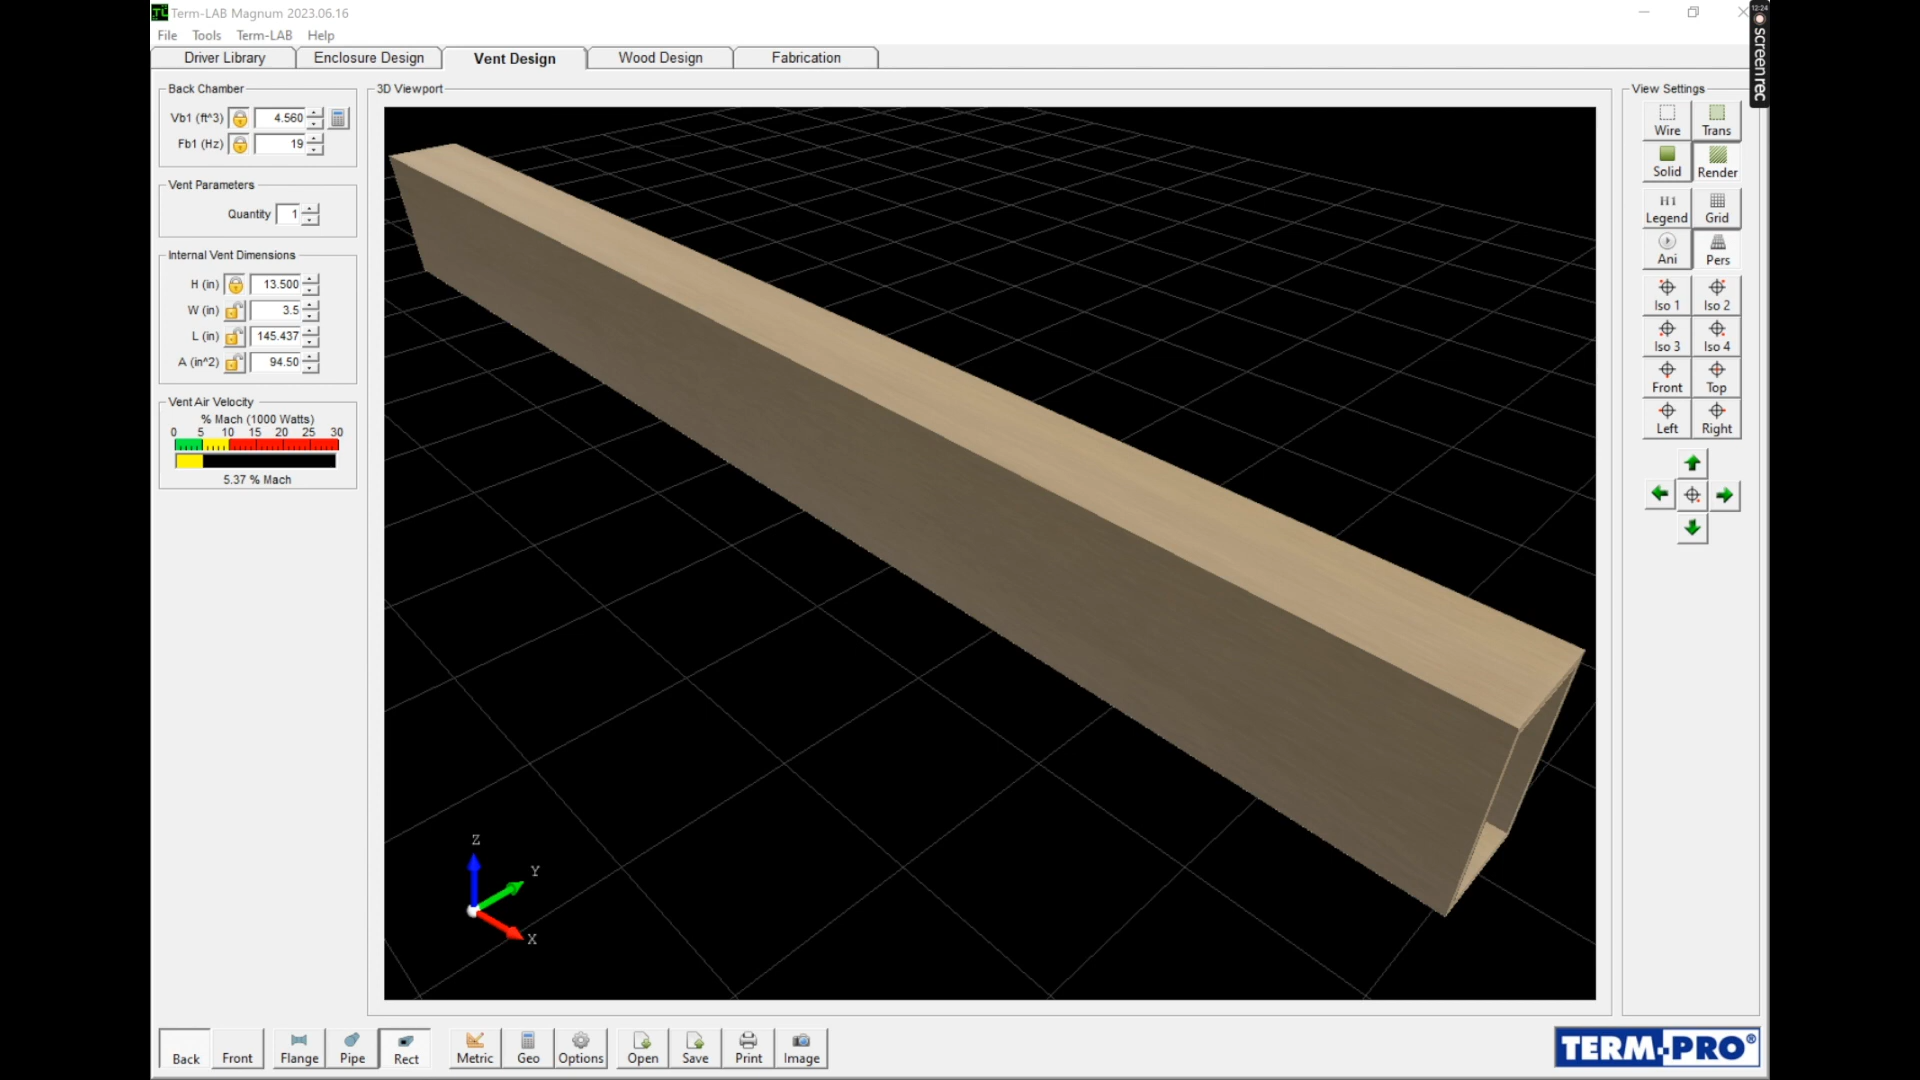 Term-LAB Magnum 2023.06.16
12:24
screenrec
File Tools Term-LAB Help
Driver Library Enclosure Design Vent Design Wood Design Fabrication
Back Chamber
Vb1 (ft^3) 4.560
Fb1 (Hz) 19
Vent Parameters
Quantity 1
Internal Vent Dimensions
H (in) 13.500
W (in) 3.5
L (in) 145.437
A (in^2) 94.50
Vent Air Velocity
% Mach (1000 Watts)
0 5 10 15 20 25 30
5.37 % Mach
3D Viewport
Z
Y
X
View Settings
Wire Trans
Solid Render
H1
Legend Grid
Ani Pers
Iso 1 Iso 2
Iso 3 Iso 4
Front Top
Left Right
Back Front Flange Pipe Rect Metric Geo Options Open Save Print Image
TERM-PRO®